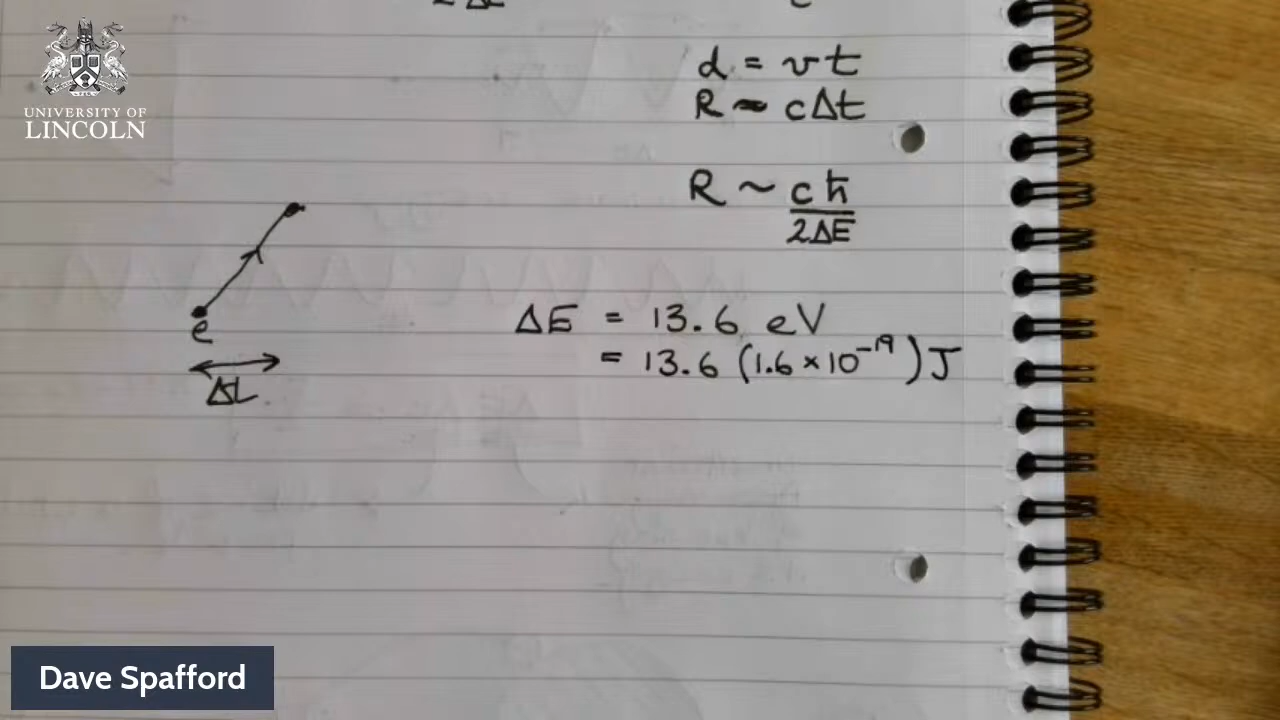 UNIVERSITY OF
LINCOLN
d = vt
R ~ cΔt
R ~ cħ
2ΔE
ΔE = 13.6 eV
= 13.6 (1.6 × 10⁻¹⁹) J
e
ΔL
Dave Spafford